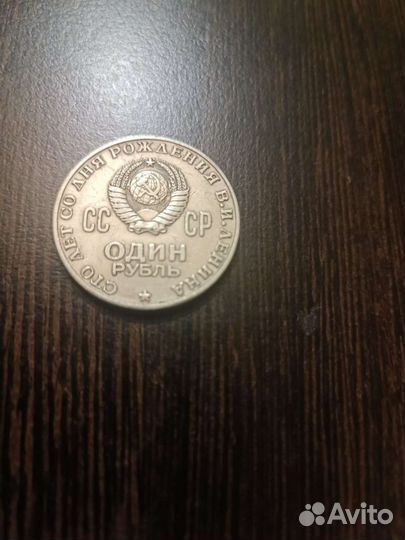 СТО ЛЕТ СО ДНЯ РОЖДЕНИЯ В.И.ЛЕНИНА
СС СР
ОДИН
РУБЛЬ
Avito